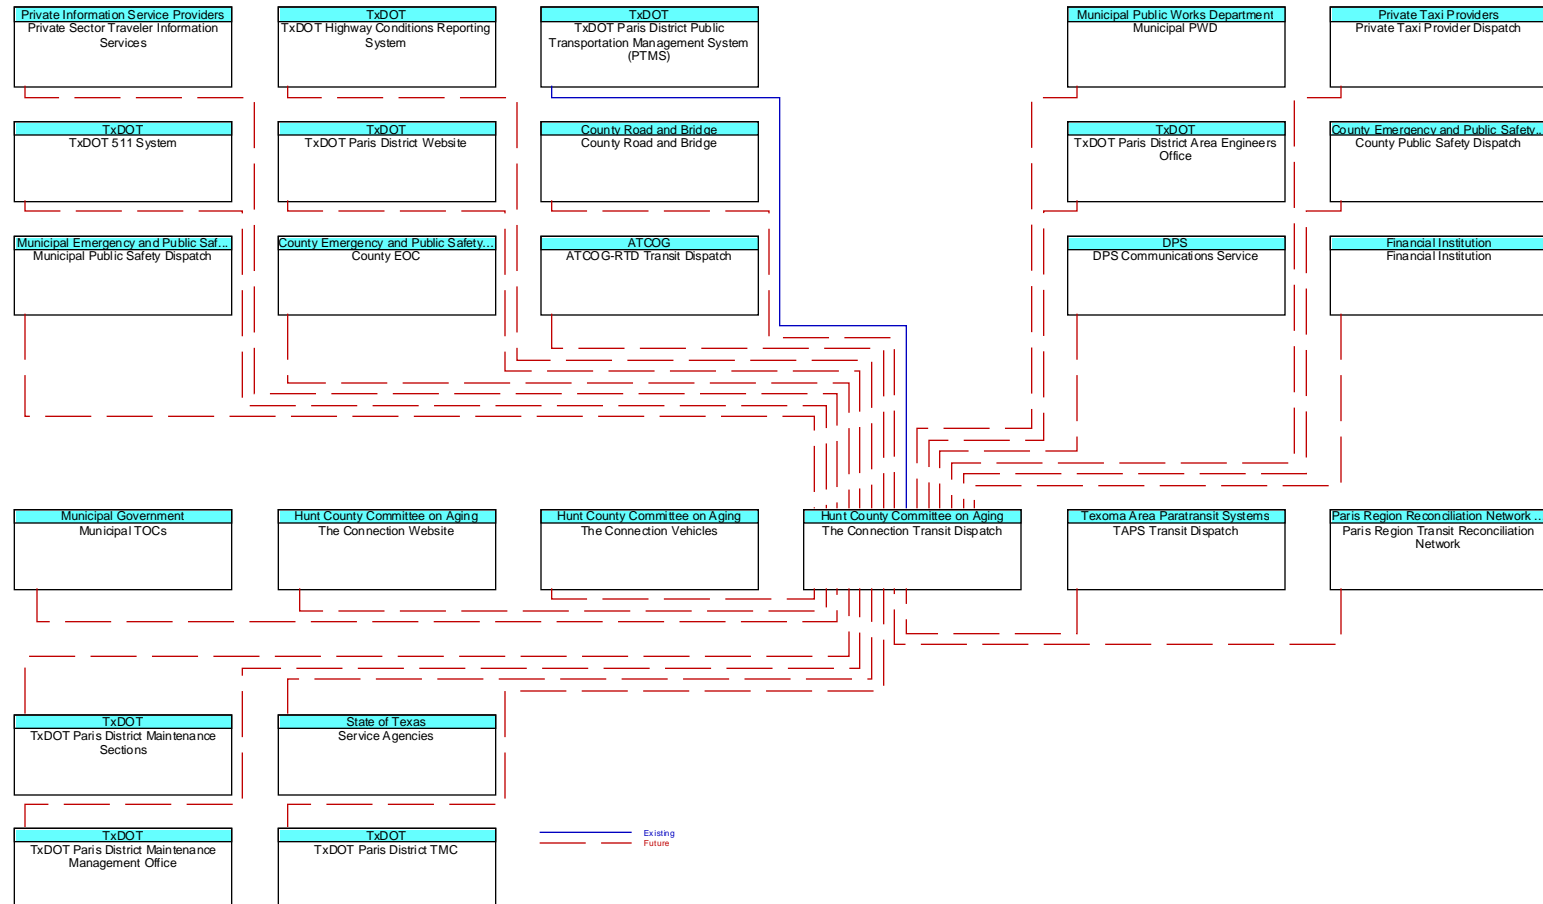 Private Information Service Providers
Private Sector Traveler Information
Services
TxDOT
TxDOT Highway Conditions Reporting
System
TxDOT
TxDOT Paris District Public
Transportation Management System
(PTMS)
Municipal Public Works Department
Municipal PWD
Private Taxi Providers
Private Taxi Provider Dispatch
TxDOT
TxDOT 511 System
TxDOT
TxDOT Paris District Website
County Road and Bridge
County Road and Bridge
TxDOT
TxDOT Paris District Area Engineers
Office
County Emergency and Public Safety...
County Public Safety Dispatch
Municipal Emergency and Public Saf...
Municipal Public Safety Dispatch
County Emergency and Public Safety...
County EOC
ATCOG
ATCOG-RTD Transit Dispatch
DPS
DPS Communications Service
Financial Institution
Financial Institution
Municipal Government
Municipal TOCs
Hunt County Committee on Aging
The Connection Website
Hunt County Committee on Aging
The Connection Vehicles
Hunt County Committee on Aging
The Connection Transit Dispatch
Texoma Area Paratransit Systems
TAPS Transit Dispatch
Paris Region Reconciliation Network ...
Paris Region Transit Reconciliation
Network
TxDOT
TxDOT Paris District Maintenance
Sections
State of Texas
Service Agencies
TxDOT
TxDOT Paris District Maintenance
Management Office
TxDOT
TxDOT Paris District TMC
Existing
Future